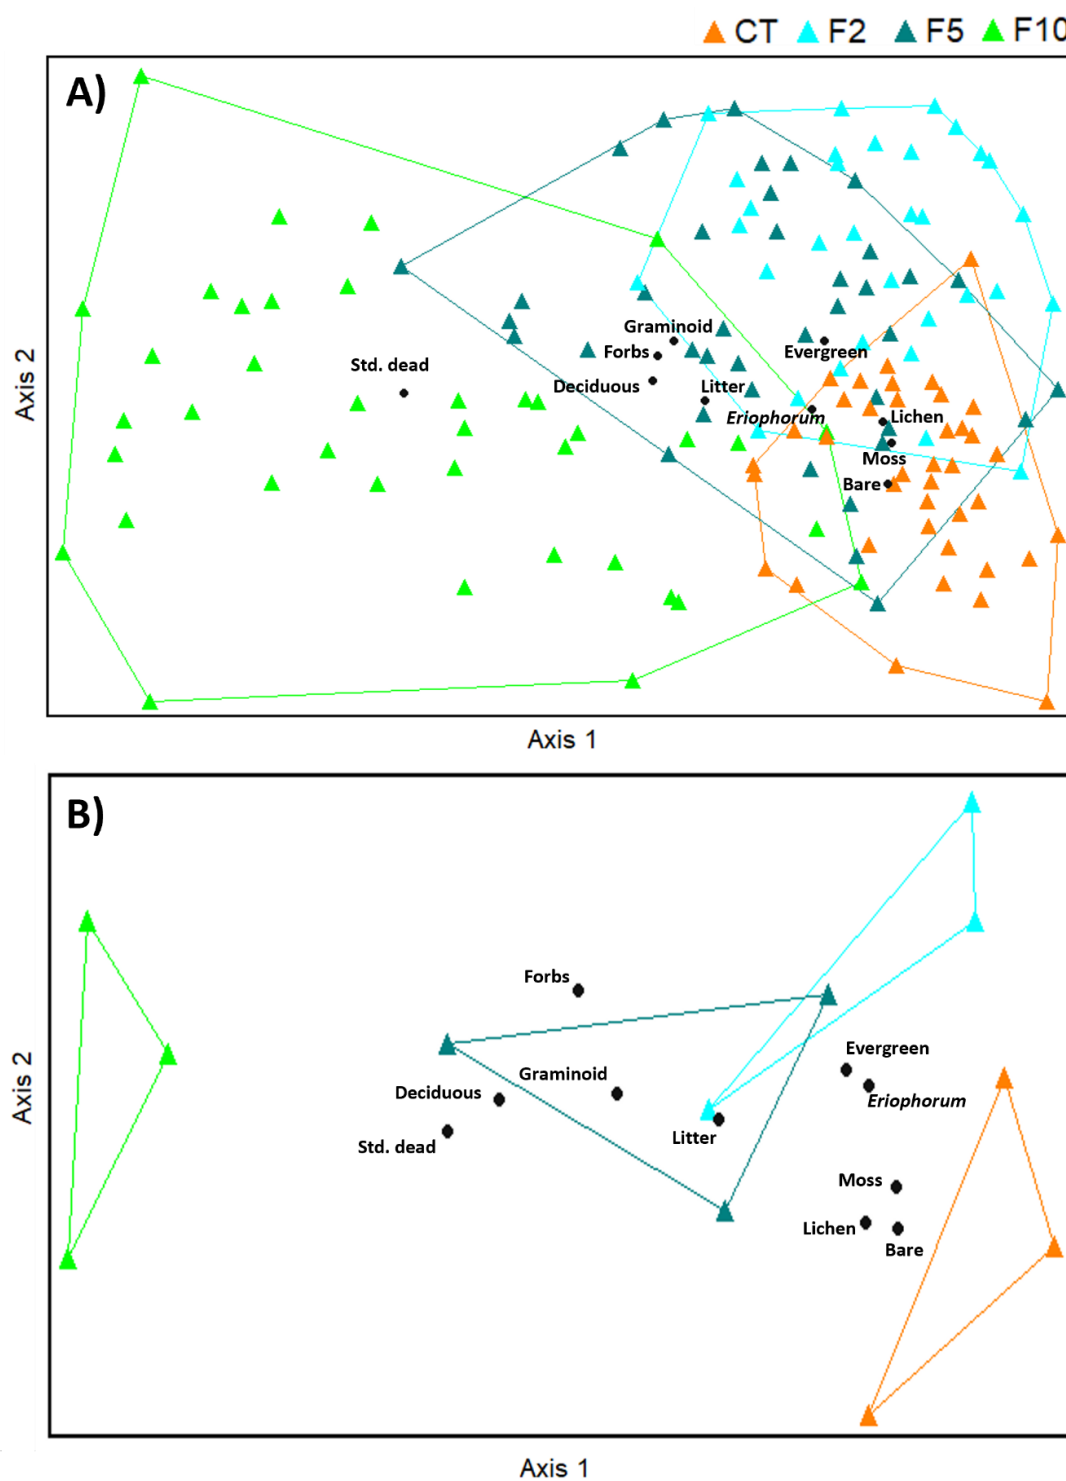 CT F2 F5 F10
A)
Graminoid
Forbs
Evergreen
Std. dead
Deciduous
Litter
Eriophorum
Lichen
Moss
Bare
Axis 2
Axis 1
B)
Forbs
Evergreen
Graminoid
Deciduous
Eriophorum
Litter
Std. dead
Moss
Lichen
Bare
Axis 2
Axis 1